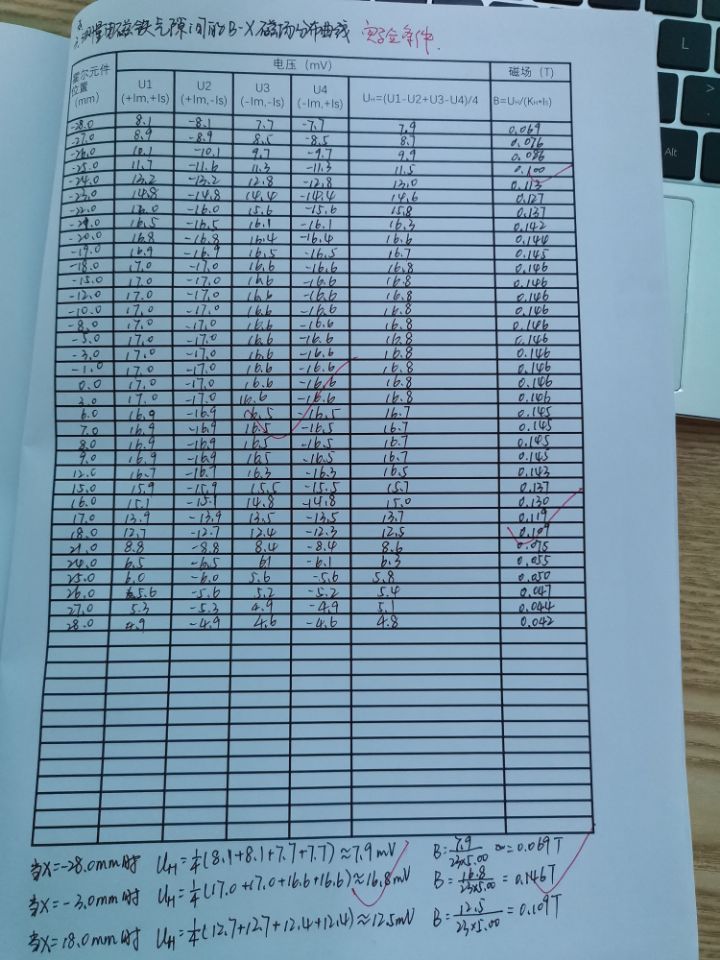 测量电磁铁气隙间的B-X磁场分布曲线 实验条件.
霍尔元件位置(mm) 电压 (mV) 磁场 (T)
U1 (+Im,+Is) U2 (+Im,-Is) U3 (-Im,-Is) U4 (-Im,+Is) UH=(U1-U2+U3-U4)/4 B=UH/(KH*Is)
-28.0 8.1 -8.1 7.7 -7.7 7.9 0.069
-27.0 8.9 -8.9 8.5 -8.5 8.7 0.076
-26.0 10.1 -10.1 9.7 -9.7 9.9 0.086
-25.0 11.7 -11.6 11.3 -11.3 11.5 0.100
-24.0 13.2 -13.2 12.8 -12.8 13.0 0.113
-23.0 14.8 -14.8 14.4 -14.4 14.6 0.127
-22.0 16.0 -16.0 15.6 -15.6 15.8 0.137
-21.0 16.5 -16.5 16.1 -16.1 16.3 0.142
-20.0 16.8 -16.8 16.4 -16.4 16.6 0.144
-19.0 16.9 -16.9 16.5 -16.5 16.7 0.145
-18.0 17.0 -17.0 16.6 -16.6 16.8 0.146
-15.0 17.0 -17.0 16.6 -16.6 16.8 0.146
-12.0 17.0 -17.0 16.6 -16.6 16.8 0.146
-10.0 17.0 -17.0 16.6 -16.6 16.8 0.146
-8.0 17.0 -17.0 16.6 -16.6 16.8 0.146
-5.0 17.0 -17.0 16.6 -16.6 16.8 0.146
-3.0 17.0 -17.0 16.6 -16.6 16.8 0.146
-1.0 17.0 -17.0 16.6 -16.6 16.8 0.146
0.0 17.0 -17.0 16.6 -16.6 16.8 0.146
3.0 17.0 -17.0 16.6 -16.6 16.8 0.146
6.0 16.9 -16.9 16.5 -16.5 16.7 0.145
7.0 16.9 -16.9 16.5 -16.5 16.7 0.145
8.0 16.9 -16.9 16.5 -16.5 16.7 0.145
9.0 16.9 -16.9 16.5 -16.5 16.7 0.145
12.0 16.7 -16.7 16.3 -16.3 16.5 0.143
15.0 15.9 -15.9 15.5 -15.5 15.7 0.137
16.0 15.1 -15.1 14.8 -14.8 15.0 0.130
17.0 13.9 -13.9 13.5 -13.5 13.7 0.119
18.0 12.7 -12.7 12.4 -12.3 12.5 0.109
21.0 8.8 -8.8 8.4 -8.4 8.6 0.075
24.0 6.5 -6.5 61 -6.1 6.3 0.055
25.0 6.0 -6.0 5.6 -5.6 5.8 0.050
26.0 5.6 -5.6 5.2 -5.2 5.4 0.047
27.0 5.3 -5.3 4.9 -4.9 5.1 0.044
28.0 4.9 -4.9 4.6 -4.6 4.8 0.042
当X=-28.0mm时 UH=1/4(8.1+8.1+7.7+7.7)≈7.9mV B=7.9/(23×5.00)≈0.069T
当X=-3.0mm时 UH=1/4(17.0+17.0+16.6+16.6)≈16.8mV B=16.8/(23×5.00)=0.146T
当X=18.0mm时 UH=1/4(12.7+12.7+12.4+12.4)≈12.5mV B=12.5/(23×5.00)=0.109T
Alt